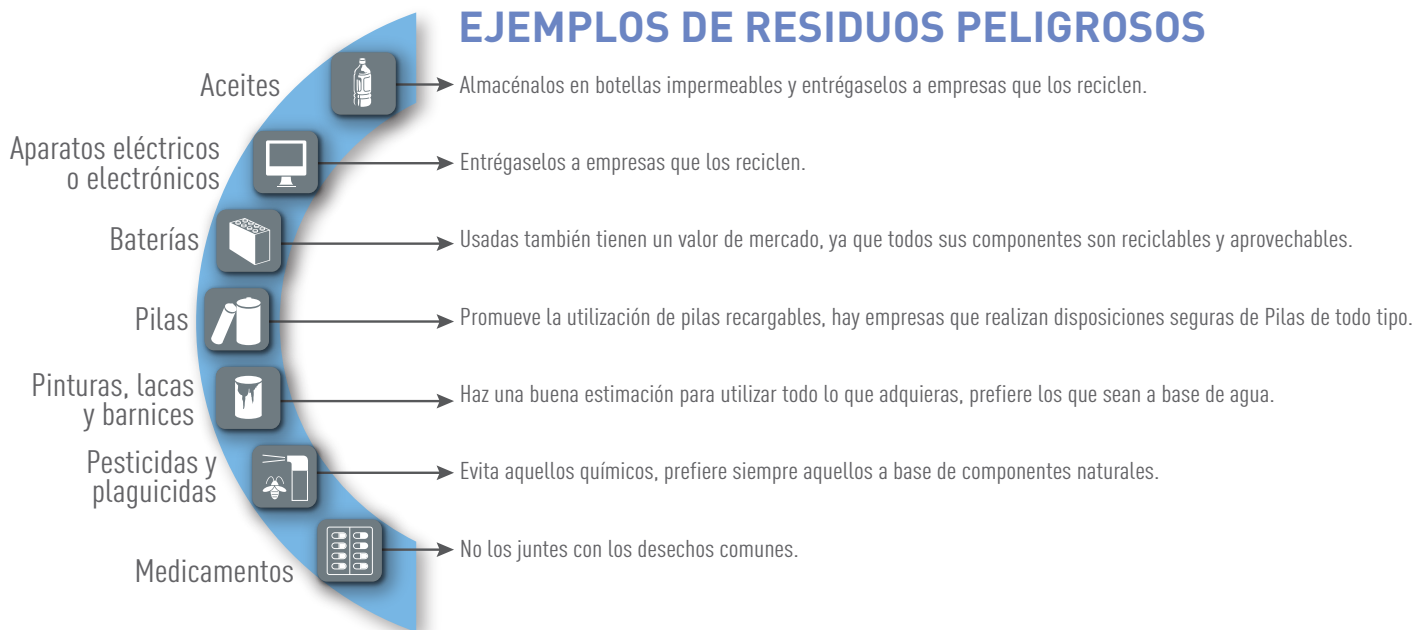 EJEMPLOS DE RESIDUOS PELIGROSOS
Aceites
Almacénalos en botellas impermeables y entrégaselos a empresas que los reciclen.
Aparatos eléctricos
o electrónicos
Entrégaselos a empresas que los reciclen.
Baterías
Usadas también tienen un valor de mercado, ya que todos sus componentes son reciclables y aprovechables.
Pilas
Promueve la utilización de pilas recargables, hay empresas que realizan disposiciones seguras de Pilas de todo tipo.
Pinturas, lacas
y barnices
Haz una buena estimación para utilizar todo lo que adquieras, prefiere los que sean a base de agua.
Pesticidas y
plaguicidas
Evita aquellos químicos, prefiere siempre aquellos a base de componentes naturales.
Medicamentos
No los juntes con los desechos comunes.